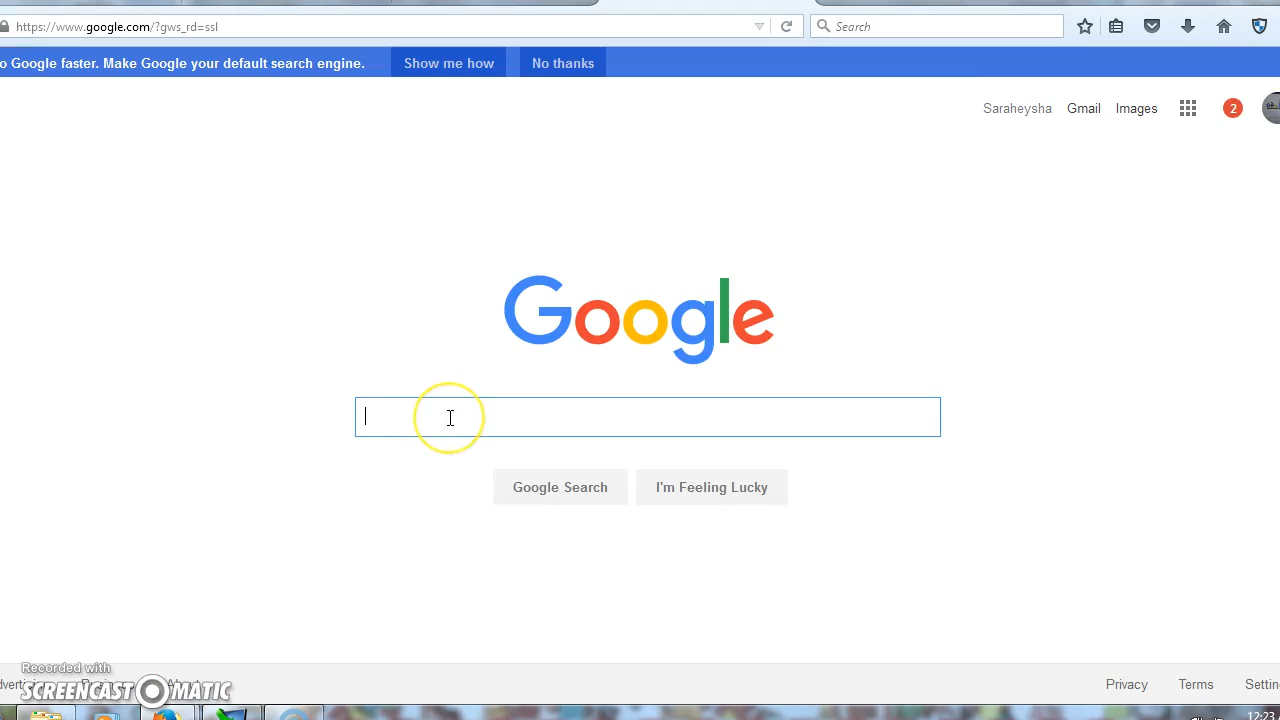 https://www.google.com/?gws_rd=ssl
Search
o Google faster. Make Google your default search engine.
Show me how
No thanks
Saraheysha
Gmail
Images
2
Google
Google Search
I'm Feeling Lucky
Recorded with
SCREENCAST-O-MATIC
Privacy
Terms
Settin
12:23